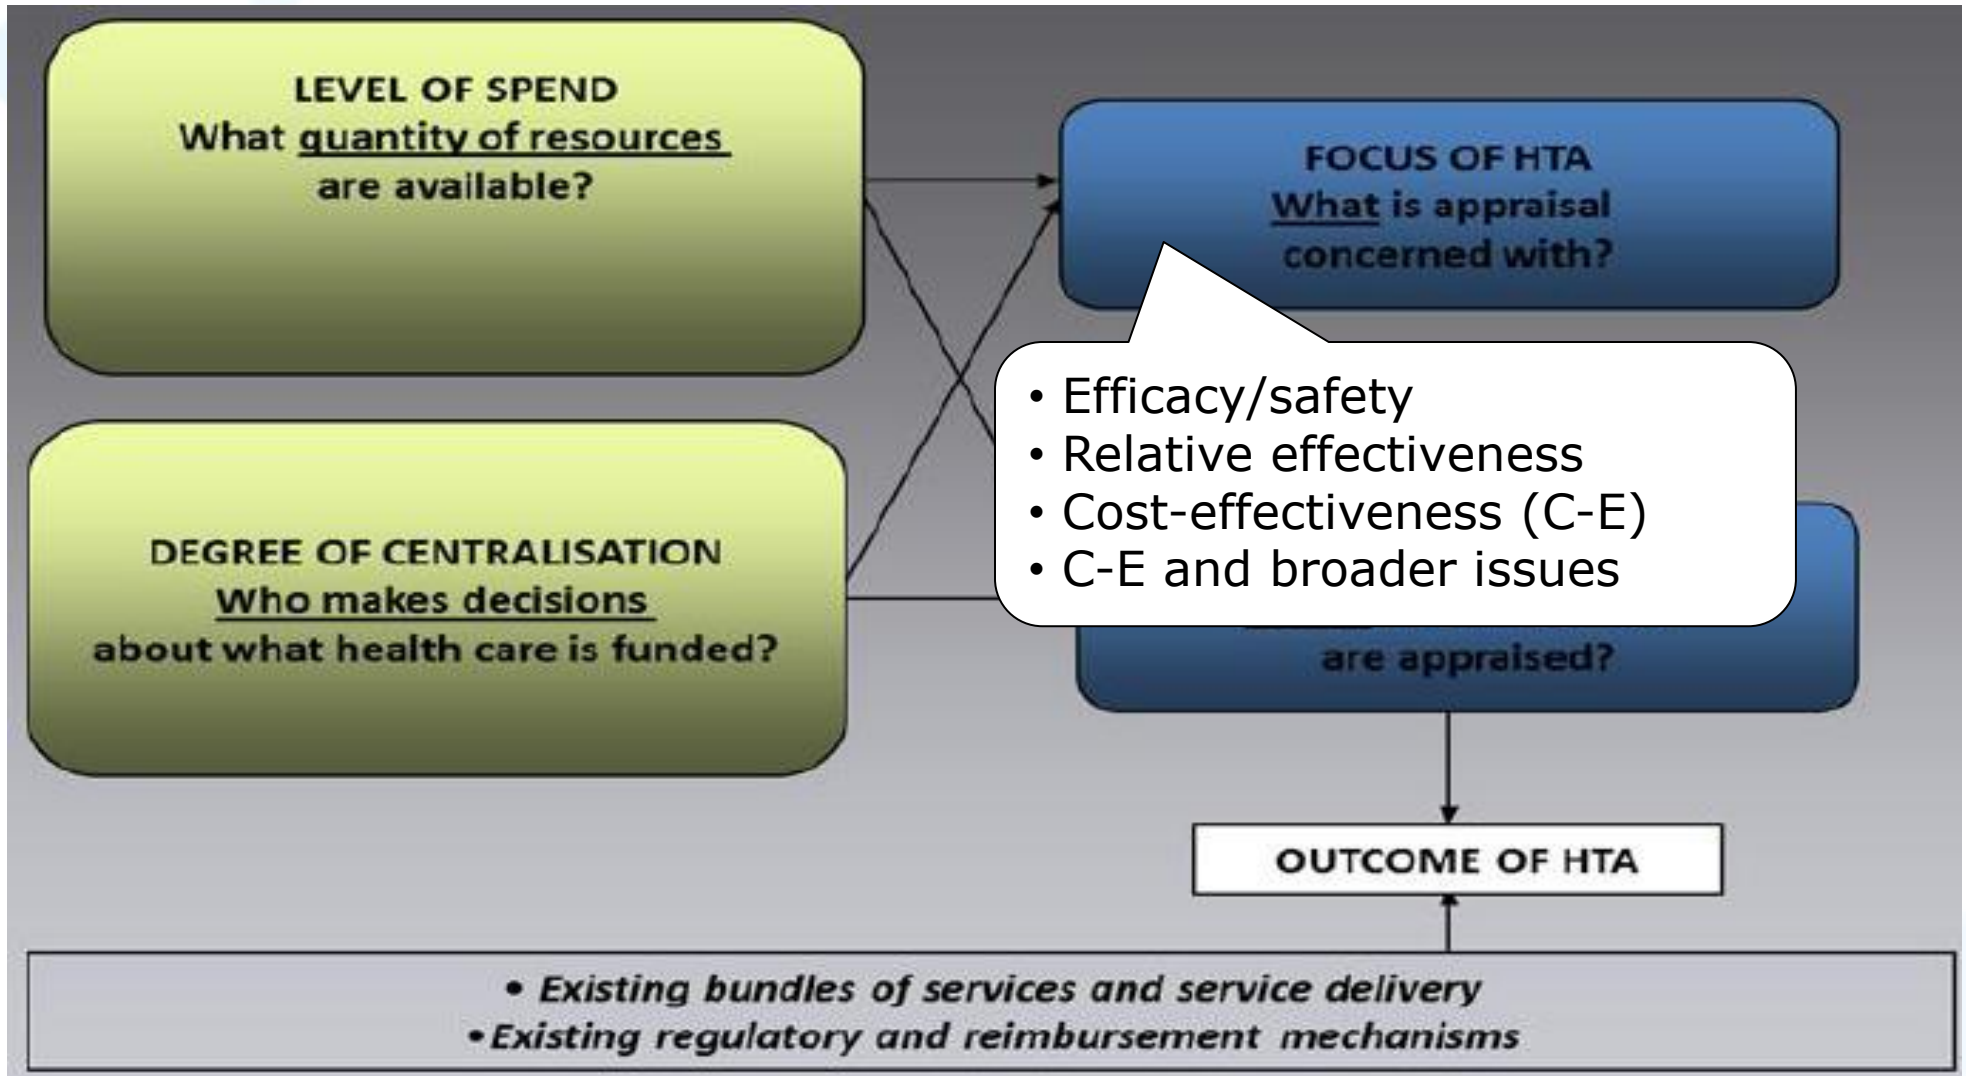 LEVEL OF SPEND
What quantity of resources
are available?
FOCUS OF HTA
What is appraisal
concerned with?
• Efficacy/safety
• Relative effectiveness
• Cost-effectiveness (C-E)
• C-E and broader issues
DEGREE OF CENTRALISATION
Who makes decisions
about what health care is funded?
are appraised?
OUTCOME OF HTA
• Existing bundles of services and service delivery
• Existing regulatory and reimbursement mechanisms